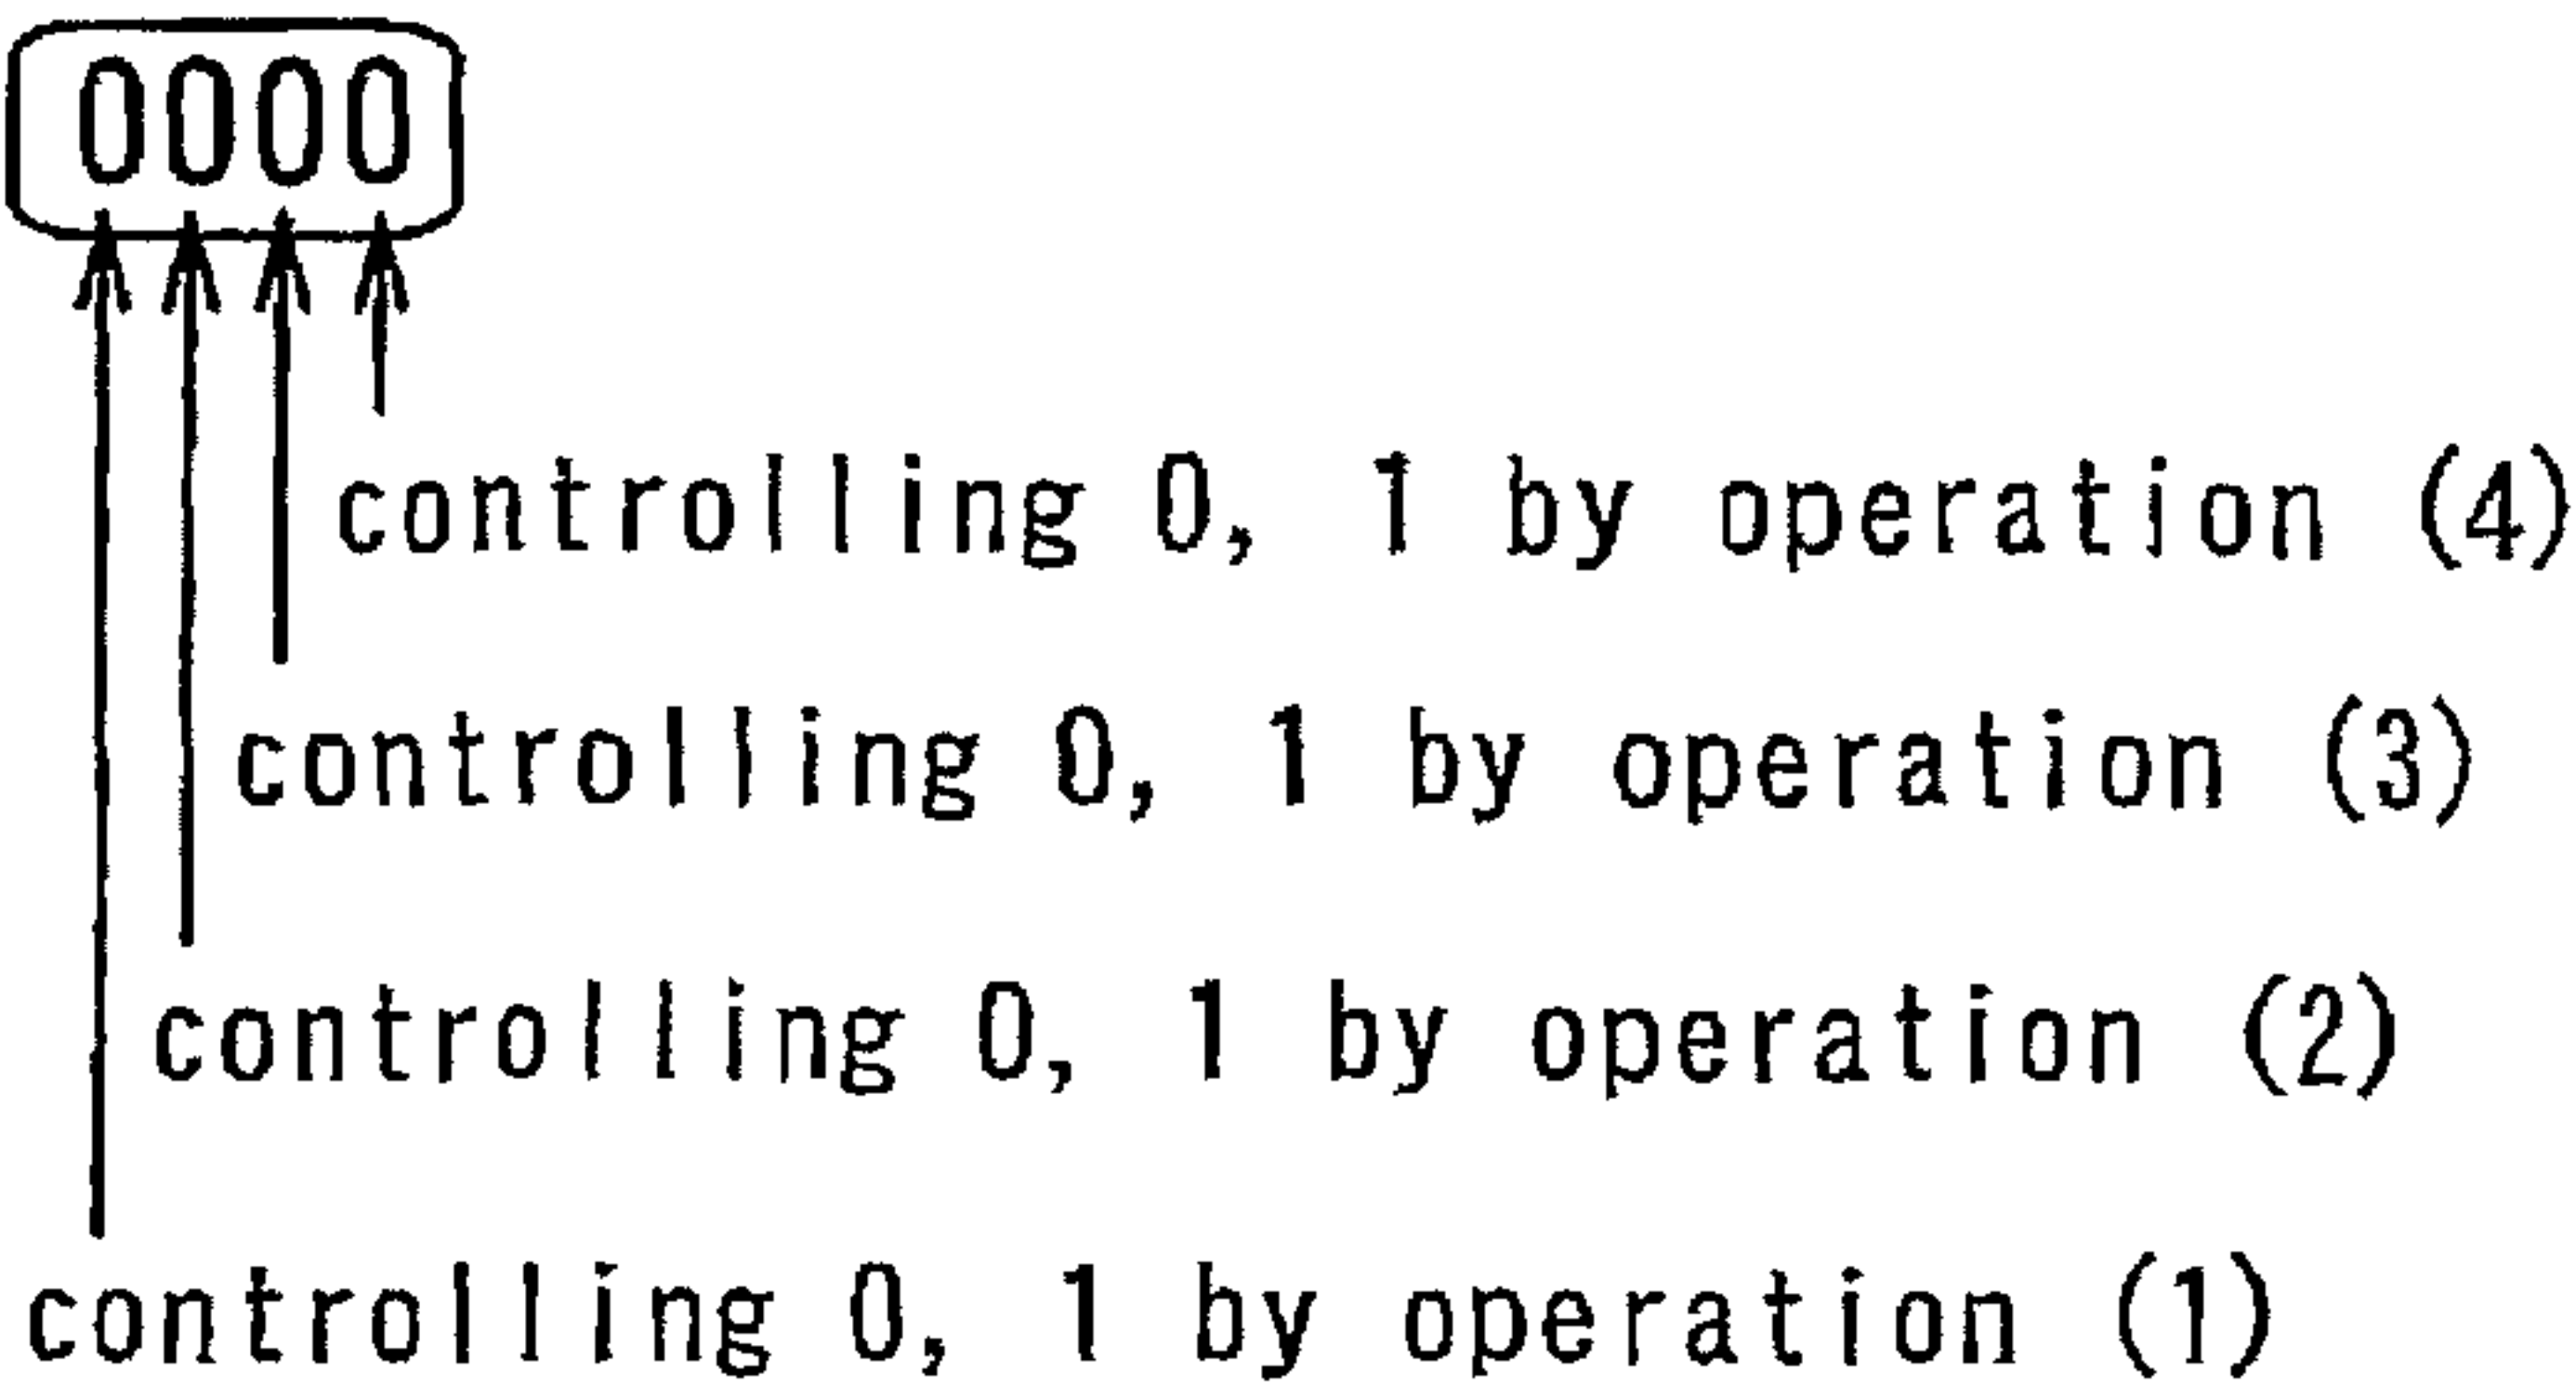 0000
controlling 0, 1 by operation (4)
controlling 0, 1 by operation (3)
controlling 0, 1 by operation (2)
controlling 0, 1 by operation (1)